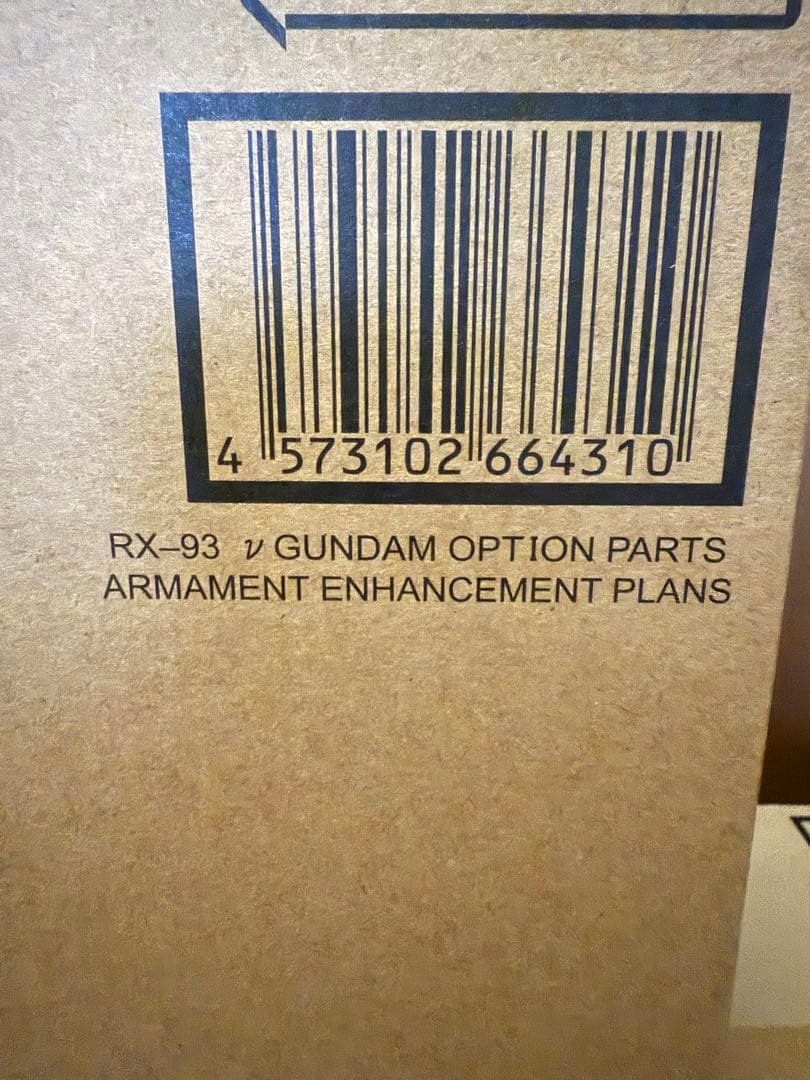 4 573102 664310
RX–93 ν GUNDAM OPTION PARTS
ARMAMENT ENHANCEMENT PLANS